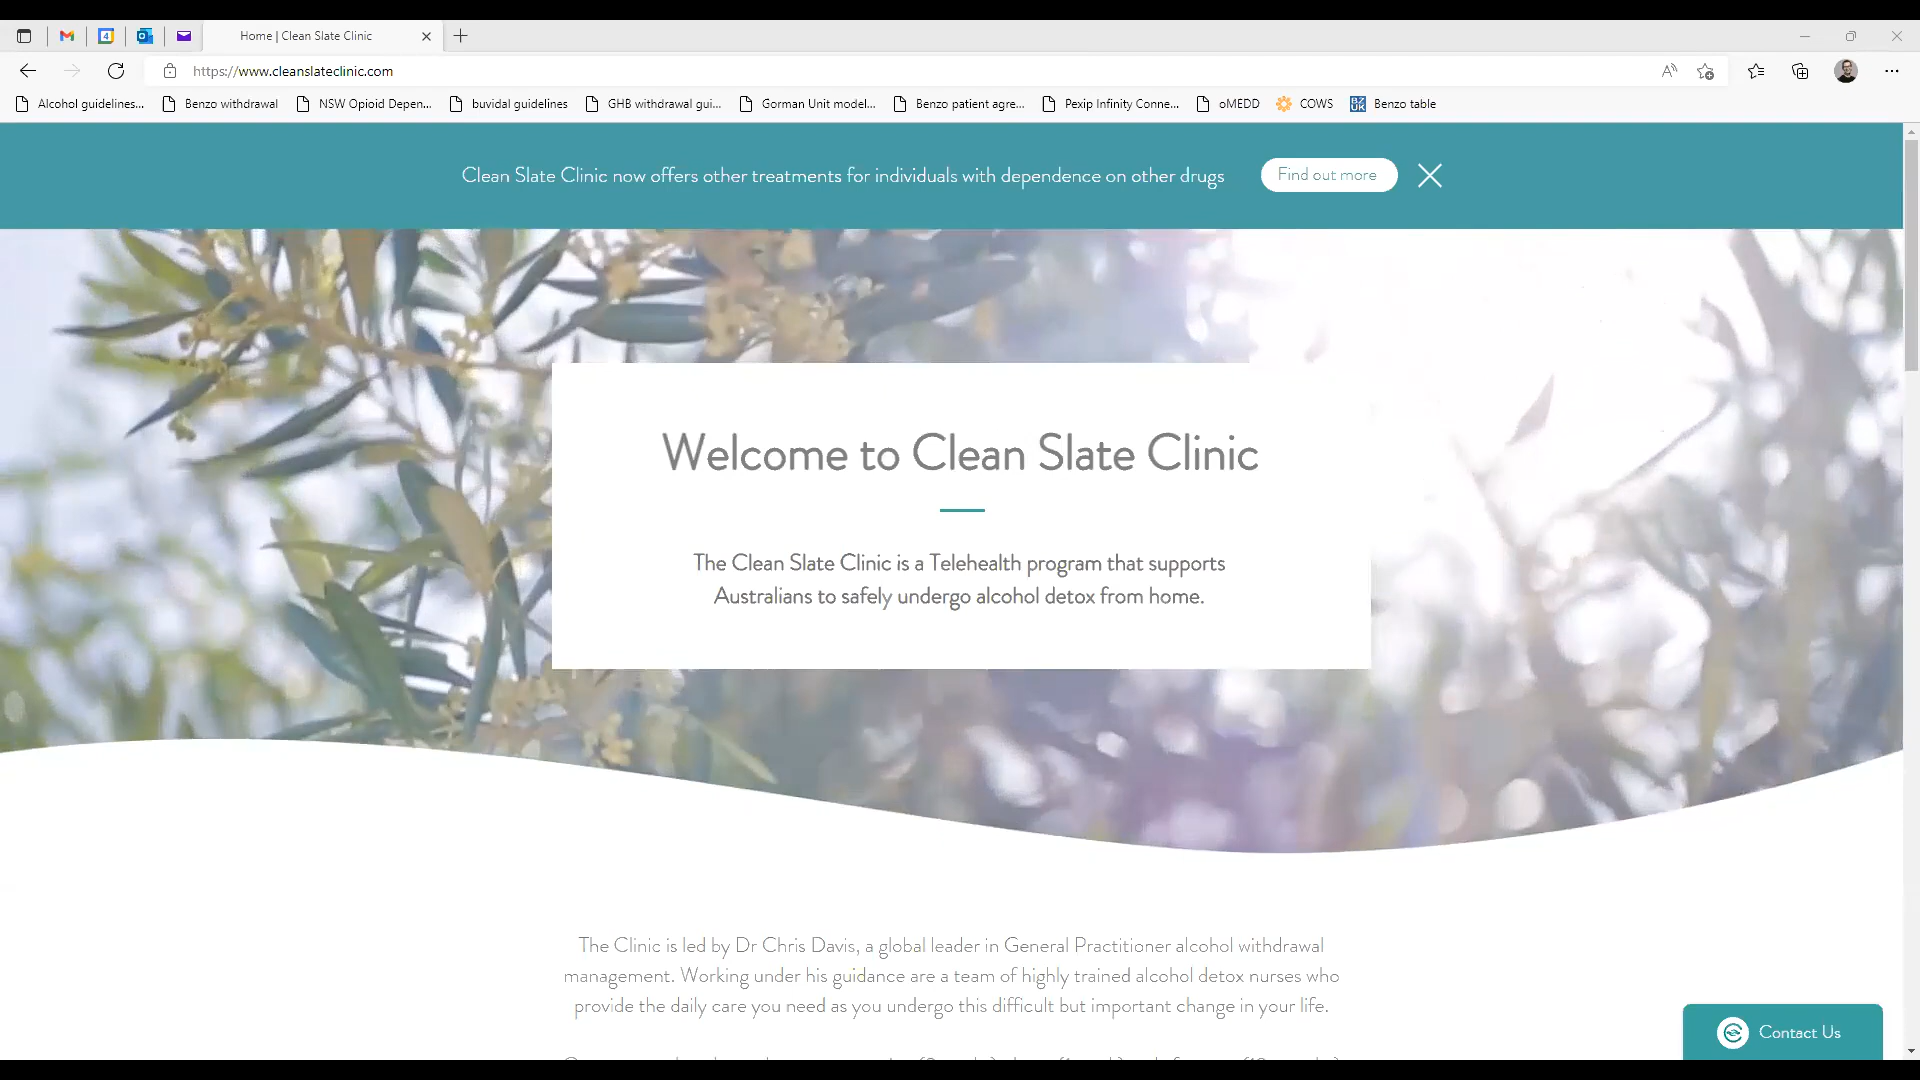 4
Home | Clean Slate Clinic
https://www.cleanslateclinic.com
Alcohol guidelines...
Benzo withdrawal
NSW Opioid Depen...
buvidal guidelines
GHB withdrawal gui...
Gorman Unit model...
Benzo patient agre...
Pexip Infinity Conne...
oMEDD
COWS
Benzo table
Clean Slate Clinic now offers other treatments for individuals with dependence on other drugs
Find out more
Welcome to Clean Slate Clinic
The Clean Slate Clinic is a Telehealth program that supports
Australians to safely undergo alcohol detox from home.
The Clinic is led by Dr Chris Davis, a global leader in General Practitioner alcohol withdrawal
management. Working under his guidance are a team of highly trained alcohol detox nurses who
provide the daily care you need as you undergo this difficult but important change in your life.
Contact Us